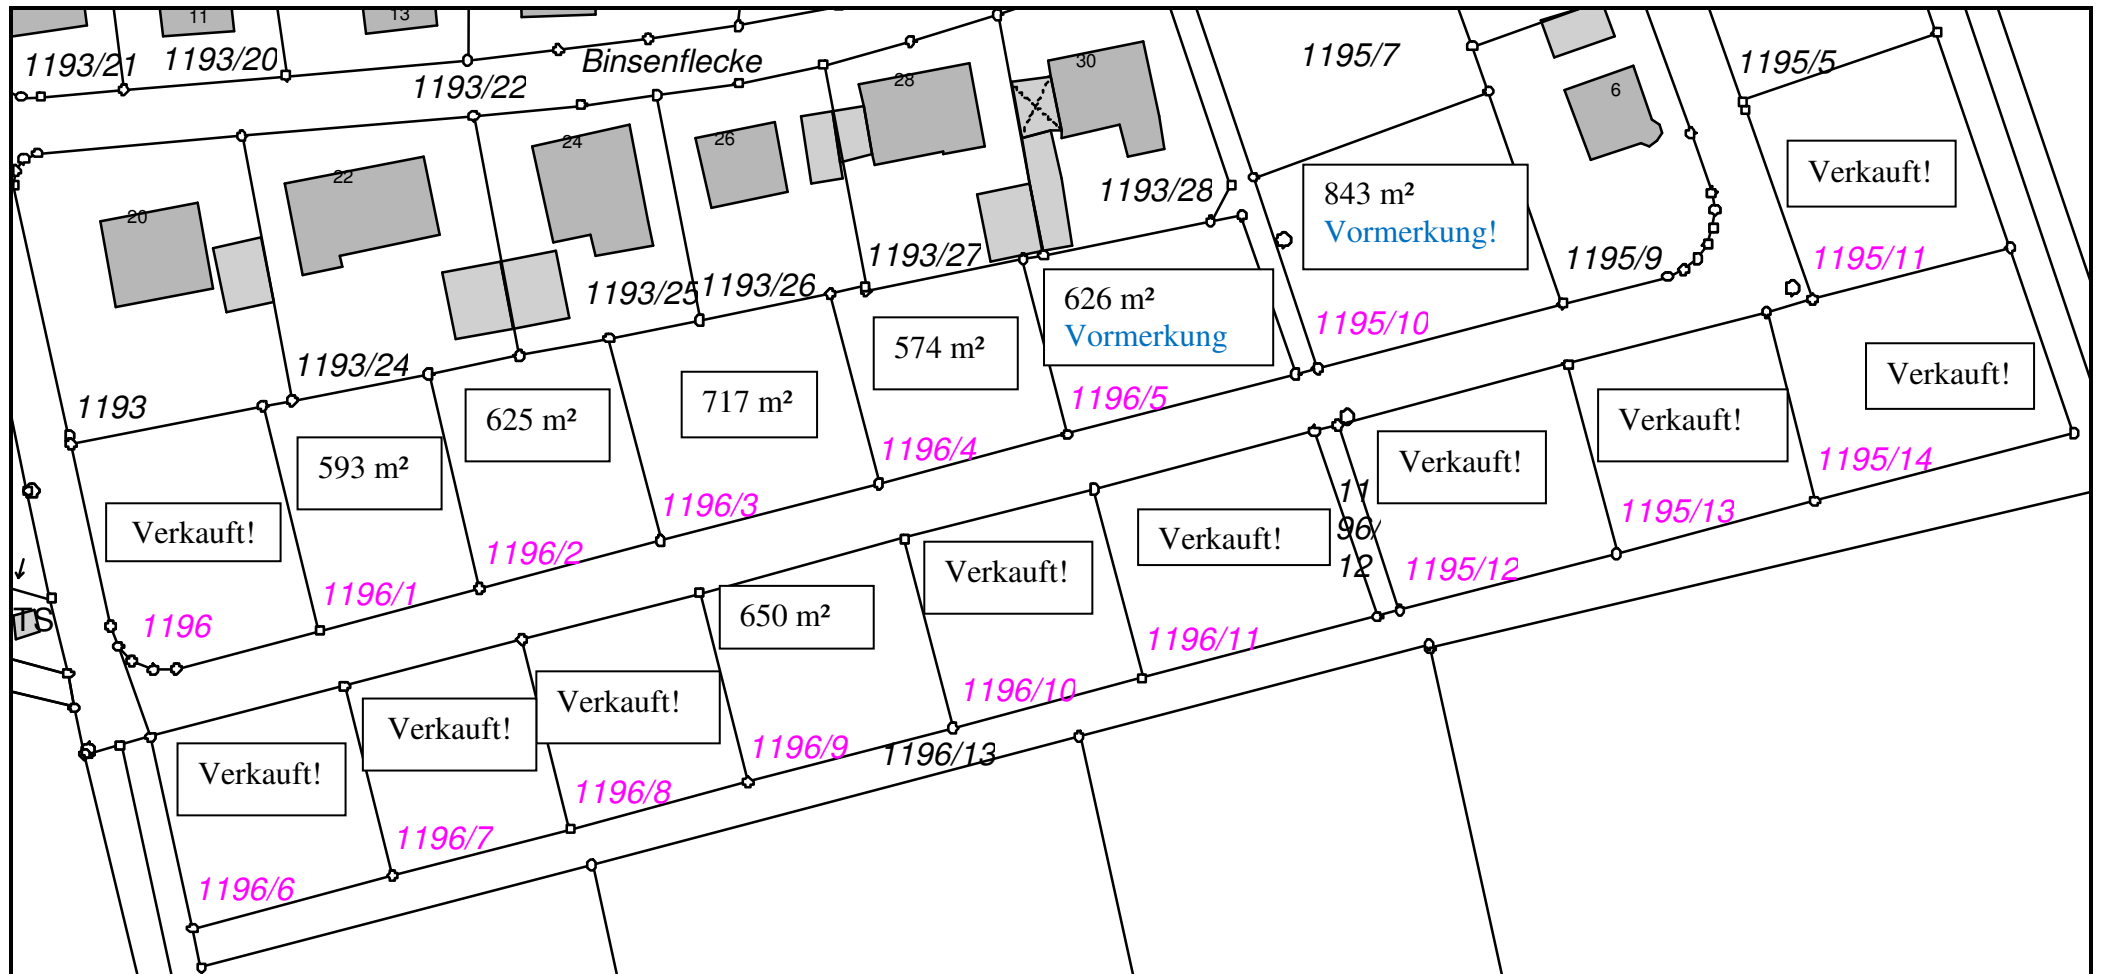 11
13
1193/21
1193/20
1193/22
Binsenflecke
28
30
1195/7
6
1195/5
20
22
24
26
1193/28
843 m²
Vormerkung!
Verkauft!
1193/25
1193/26
1193/27
1195/9
1195/11
1193
1193/24
574 m²
626 m²
Vormerkung
1195/10
593 m²
625 m²
717 m²
1196/5
Verkauft!
Verkauft!
Verkauft!
Verkauft!
1196/4
1195/14
1196/3
1195/13
1196/2
Verkauft!
11
96/
12
1195/12
1196/1
1196
TS
Verkauft!
650 m²
1196/11
Verkauft!
Verkauft!
Verkauft!
1196/10
1196/9
1196/13
1196/8
1196/7
1196/6